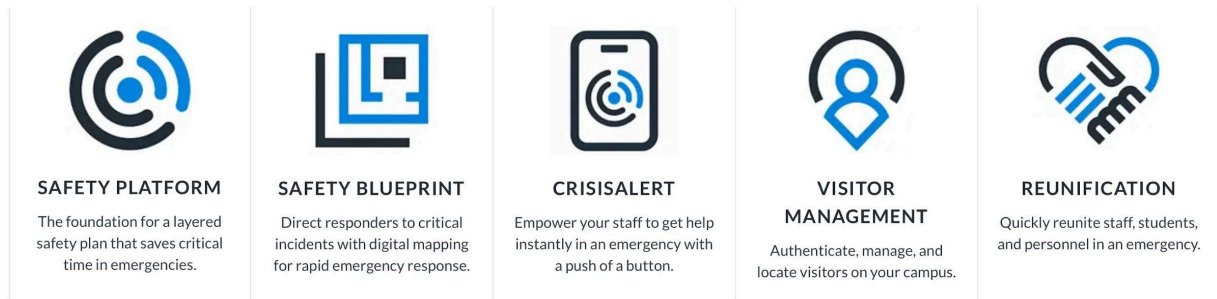 SAFETY PLATFORM
The foundation for a layered
safety plan that saves critical
time in emergencies.
SAFETY BLUEPRINT
Direct responders to critical
incidents with digital mapping
for rapid emergency response.
CRISISALERT
Empower your staff to get help
instantly in an emergency with
a push of a button.
VISITOR
MANAGEMENT
Authenticate, manage, and
locate visitors on your campus.
REUNIFICATION
Quickly reunite staff, students,
and personnel in an emergency.